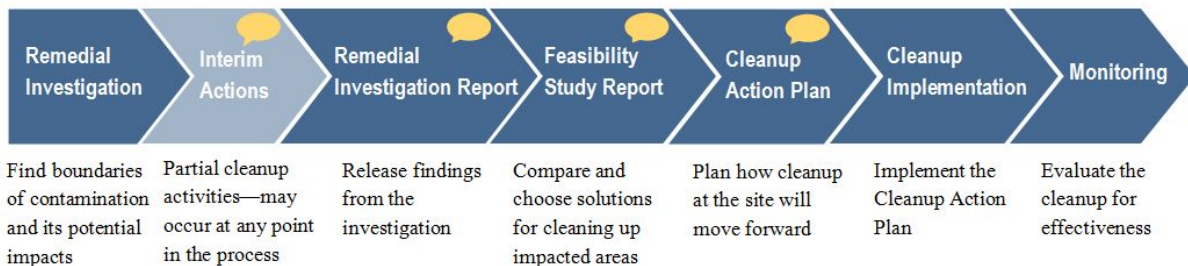 Remedial
Investigation
Interim
Actions
Remedial
Investigation Report
Feasibility
Study Report
Cleanup
Action Plan
Cleanup
Implementation
Monitoring
Find boundaries
of contamination
and its potential
impacts
Partial cleanup
activities—may
occur at any point
in the process
Release findings
from the
investigation
Compare and
choose solutions
for cleaning up
impacted areas
Plan how cleanup
at the site will
move forward
Implement the
Cleanup Action
Plan
Evaluate the
cleanup for
effectiveness